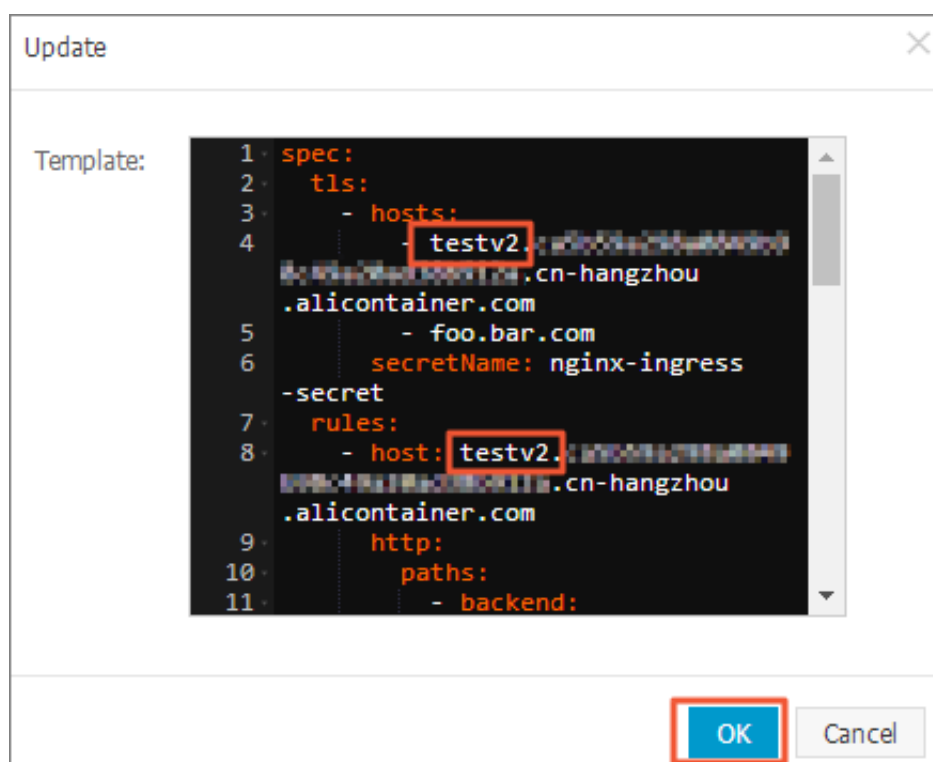 Update
Template:
1 spec:
2 tls:
3 - hosts:
4 - testv2.
.cn-hangzhou
.alicontainer.com
5 - foo.bar.com
6 secretName: nginx-ingress
-secret
7 rules:
8 - host: testv2.
.cn-hangzhou
.alicontainer.com
9 http:
10 paths:
11 - backend:
OK Cancel